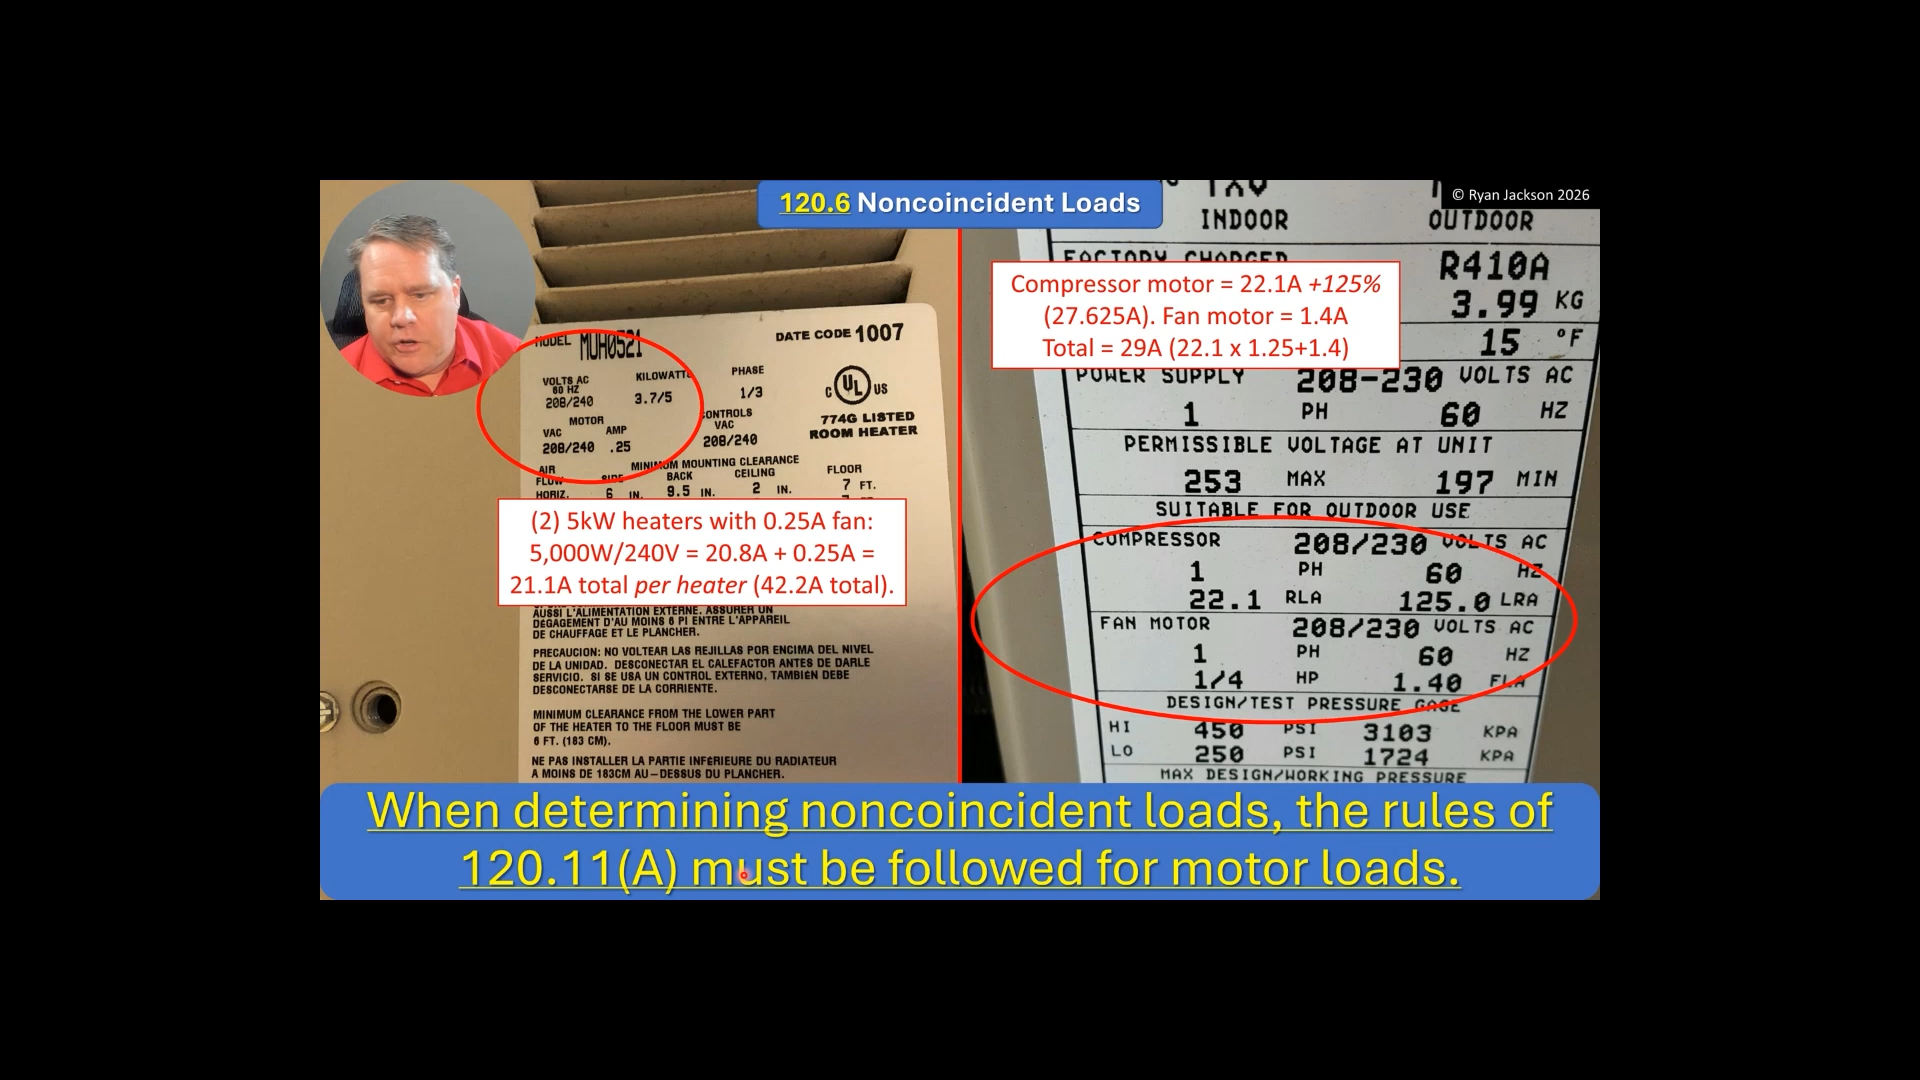 120.6 Noncoincident Loads
© Ryan Jackson 2026
MODEL MUH0521
DATE CODE 1007
VOLTS AC
60 HZ
208/240
KILOWATTS
3.7/5
PHASE
1/3
C UL US
MOTOR
VAC
AMP
208/240 .25
CONTROLS
VAC
208/240
774G LISTED
ROOM HEATER
MINIMUM MOUNTING CLEARANCE
AIR
FLOW
SIDE
BACK
CEILING
FLOOR
HORIZ.
6 IN.
9.5 IN.
2 IN.
7 FT.
(2) 5kW heaters with 0.25A fan:
5,000W/240V = 20.8A + 0.25A =
21.1A total per heater (42.2A total).
AUSSI L'ALIMENTATION EXTERNE. ASSURER UN
DéGAGEMENT D'AU MOINS 6 PI ENTRE L'APPAREIL
DE CHAUFFAGE ET LE PLANCHER.
PRECAUCION: NO VOLTEAR LAS REJILLAS POR ENCIMA DEL NIVEL
DE LA UNIDAD. DESCONECTAR EL CALEFACTOR ANTES DE DARLE
SERVICIO. SI SE USA UN CONTROL EXTERNO, TAMBIéN DEBE
DESCONECTARSE DE LA CORRIENTE.
MINIMUM CLEARANCE FROM THE LOWER PART
OF THE HEATER TO THE FLOOR MUST BE
6 FT. (183 CM).
NE PAS INSTALLER LA PARTIE INFéRIEURE DU RADIATEUR
A MOINS DE 183CM AU-DESSUS DU PLANCHER.
TXV
INDOOR
OUTDOOR
FACTORY CHARGED
R410A
3.99 KG
15 °F
Compressor motor = 22.1A +125%
(27.625A). Fan motor = 1.4A
Total = 29A (22.1 x 1.25+1.4)
POWER SUPPLY 208-230 VOLTS AC
1 PH 60 HZ
PERMISSIBLE VOLTAGE AT UNIT
253 MAX 197 MIN
SUITABLE FOR OUTDOOR USE
COMPRESSOR 208/230 VOLTS AC
1 PH 60 HZ
22.1 RLA 125.0 LRA
FAN MOTOR 208/230 VOLTS AC
1 PH 60 HZ
1/4 HP 1.40 FLA
DESIGN/TEST PRESSURE GAGE
HI 450 PSI 3103 KPA
LO 250 PSI 1724 KPA
MAX DESIGN/WORKING PRESSURE
When determining noncoincident loads, the rules of
120.11(A) must be followed for motor loads.